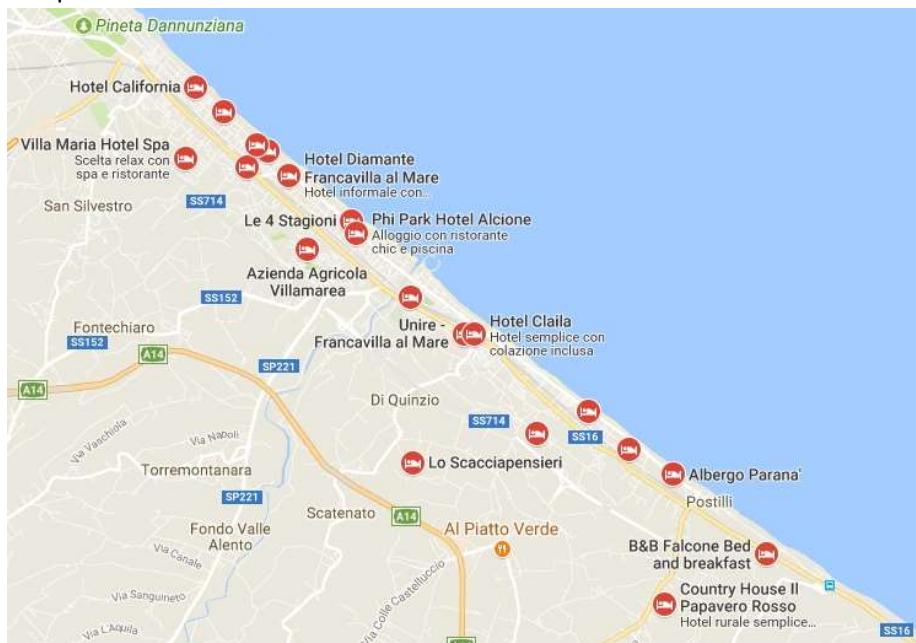 Pineta Dannunziana
Hotel California
Villa Maria Hotel Spa
Scelta relax con
spa e ristorante
Hotel Diamante
Francavilla al Mare
Hotel informale con...
SS714
San Silvestro
Le 4 Stagioni
Phi Park Hotel Alcione
Alloggio con ristorante
chic e piscina
Azienda Agricola
Villamarea
SS152
Fontechiaro
SS152
Unire -
Francavilla al Mare
Hotel Claila
Hotel semplice con
colazione inclusa
A14
SP221
A14
Di Quinzio
SS714
SS16
Via Vaschiola
Via Napoli
Torremontanara
Lo Scacciapensieri
Albergo Parana'
SP221
Scatenato
A14
Postilli
Fondo Valle
Alento
Al Piatto Verde
Via Canale
B&B Falcone Bed
and breakfast
Via Sanguineto
Via Colle Castelluccio
Country House Il
Papavero Rosso
Hotel rurale semplice...
Via L'Aquila
A14
SS16